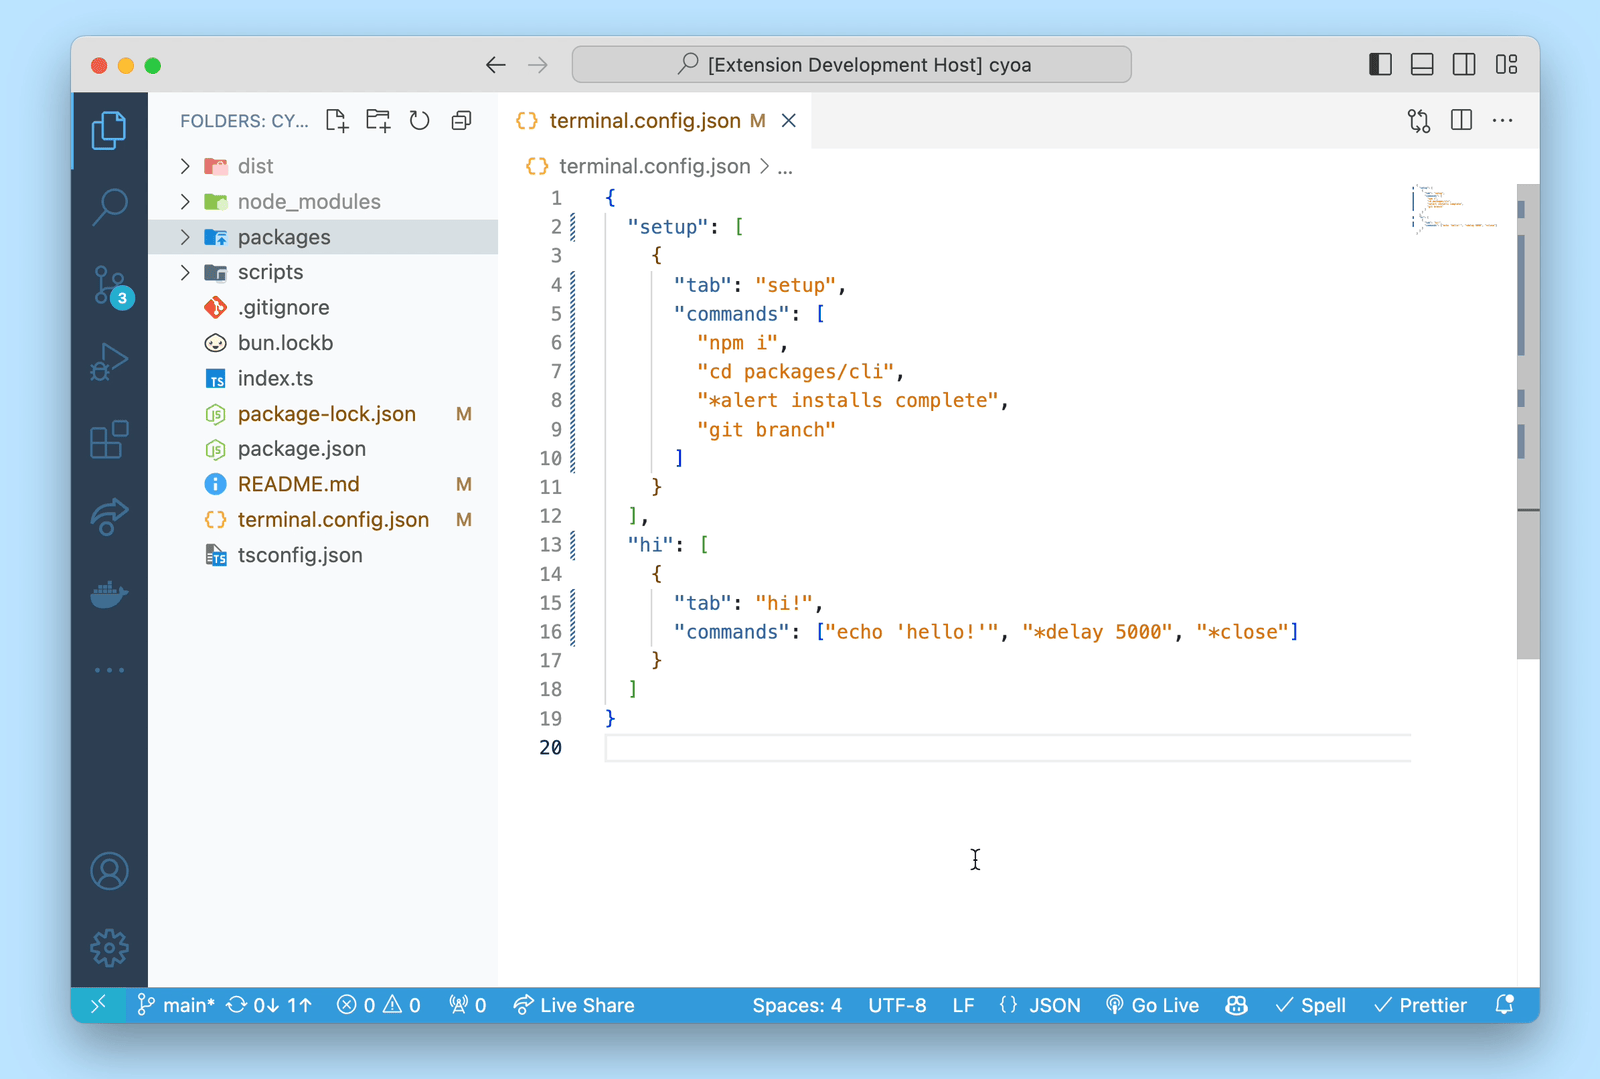 [Extension Development Host] cyoa
FOLDERS: CY...
terminal.config.json M
terminal.config.json > ...
dist
node_modules
packages
scripts
.gitignore
bun.lockb
index.ts
package-lock.json M
package.json
README.md M
terminal.config.json M
tsconfig.json
3
1 {
2 "setup": [
3 {
4 "tab": "setup",
5 "commands": [
6 "npm i",
7 "cd packages/cli",
8 "*alert installs complete",
9 "git branch"
10 ]
11 }
12 ],
13 "hi": [
14 {
15 "tab": "hi!",
16 "commands": ["echo 'hello!'", "*delay 5000", "*close"]
17 }
18 ]
19 }
20
main* 0↓ 1↑ 0 0 0 Live Share Spaces: 4 UTF-8 LF {} JSON Go Live Spell Prettier